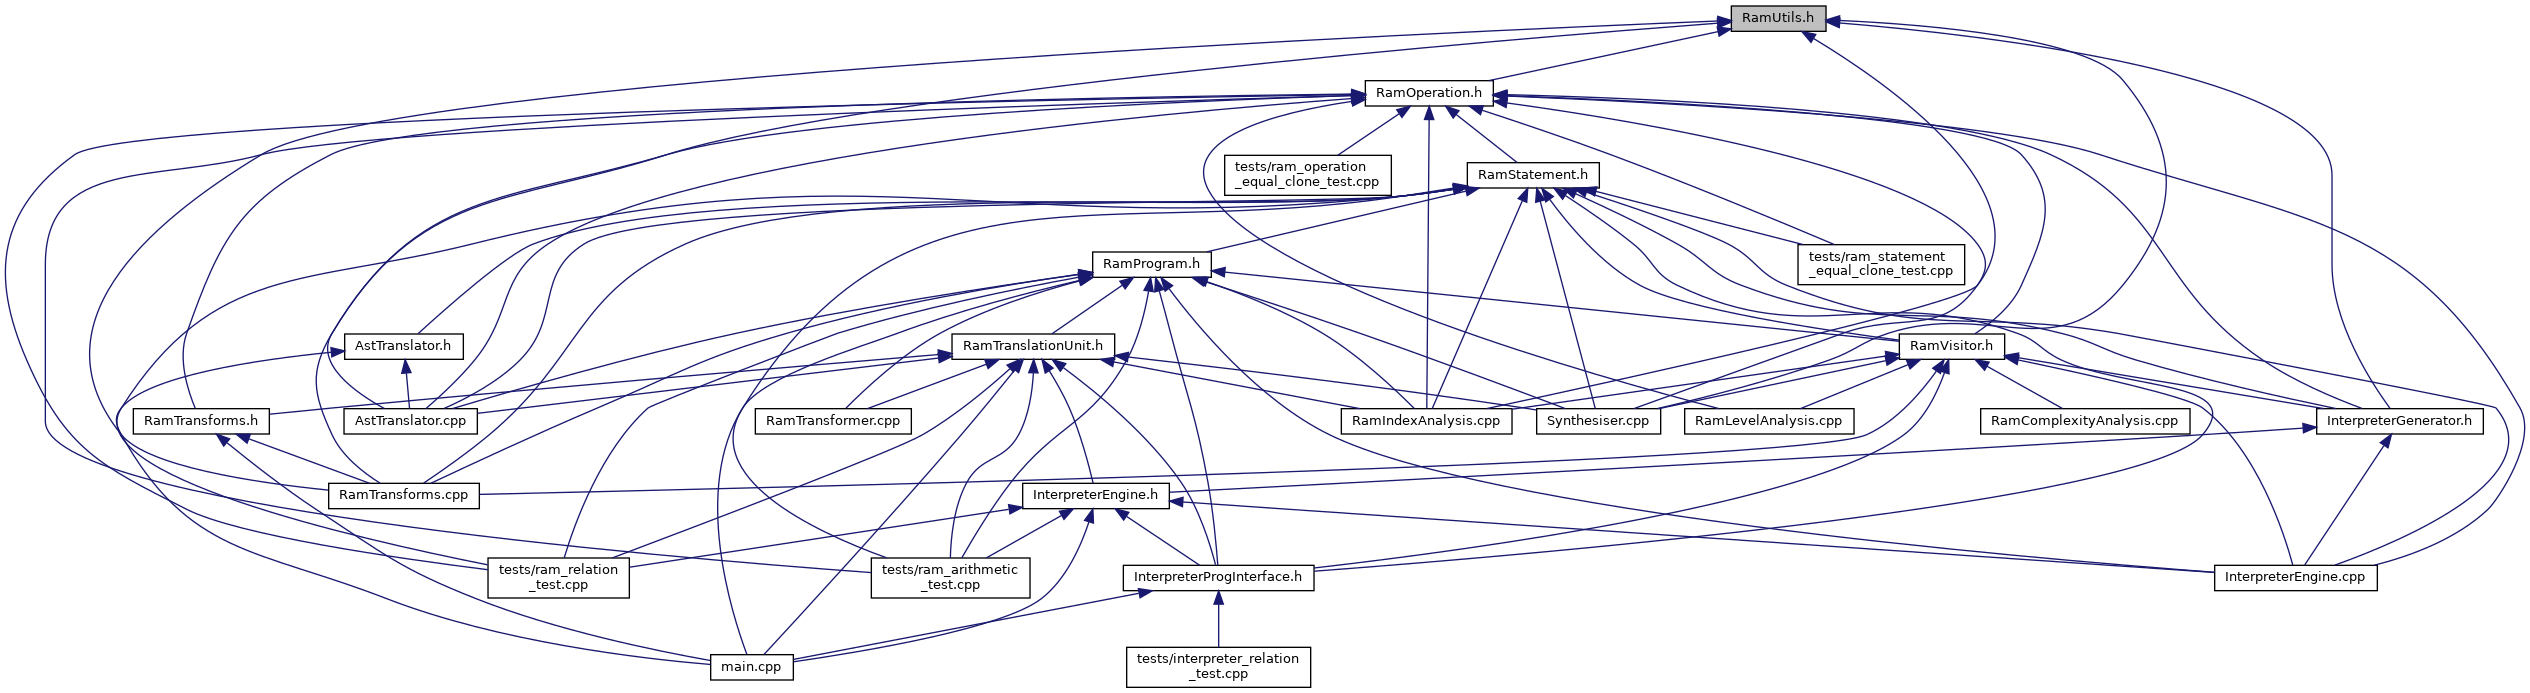 RamUtils.h
RamOperation.h
tests/ram_operation
_equal_clone_test.cpp
RamStatement.h
RamProgram.h
tests/ram_statement
_equal_clone_test.cpp
AstTranslator.h
RamTranslationUnit.h
RamVisitor.h
RamTransforms.h
AstTranslator.cpp
RamTransformer.cpp
RamIndexAnalysis.cpp
Synthesiser.cpp
RamLevelAnalysis.cpp
RamComplexityAnalysis.cpp
InterpreterGenerator.h
RamTransforms.cpp
InterpreterEngine.h
tests/ram_relation
_test.cpp
tests/ram_arithmetic
_test.cpp
InterpreterProgInterface.h
InterpreterEngine.cpp
main.cpp
tests/interpreter_relation
_test.cpp